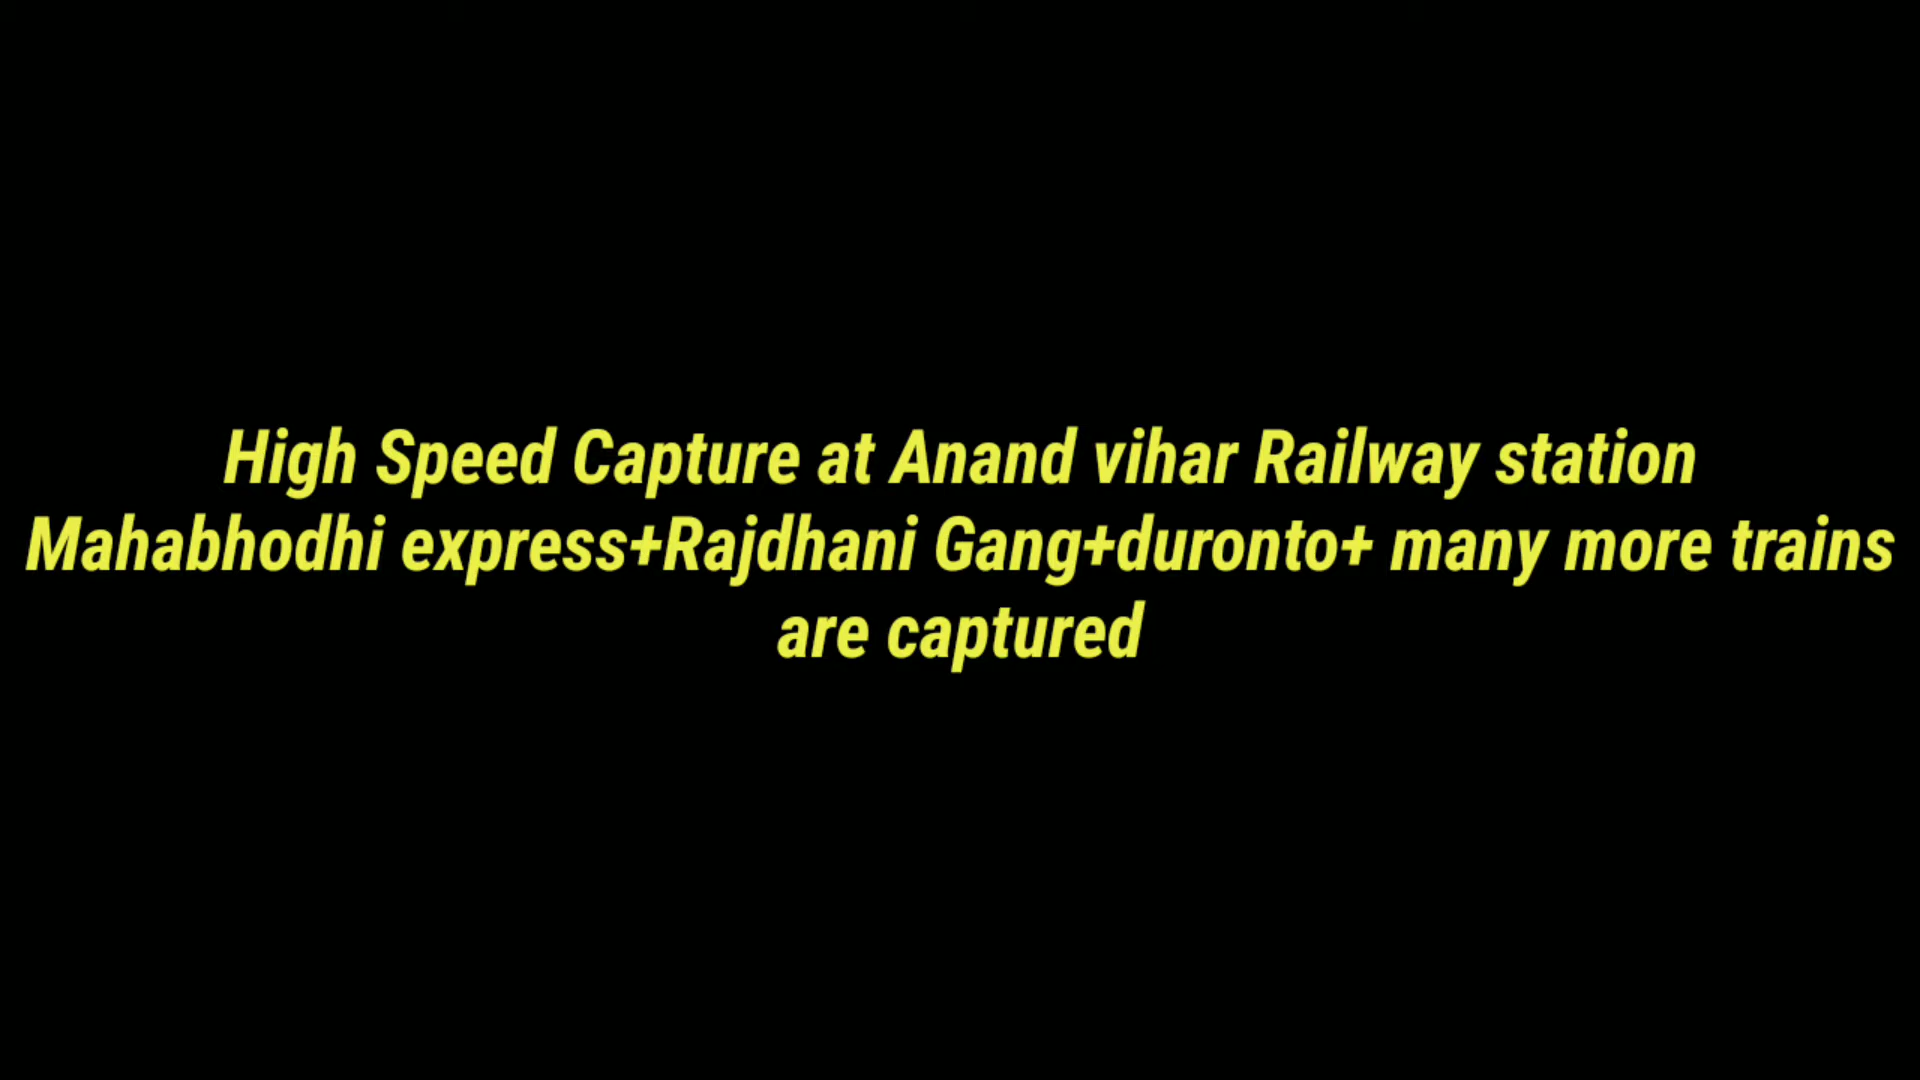 High Speed Capture at Anand vihar Railway station
Mahabhodhi express+Rajdhani Gang+duronto+ many more trains
are captured